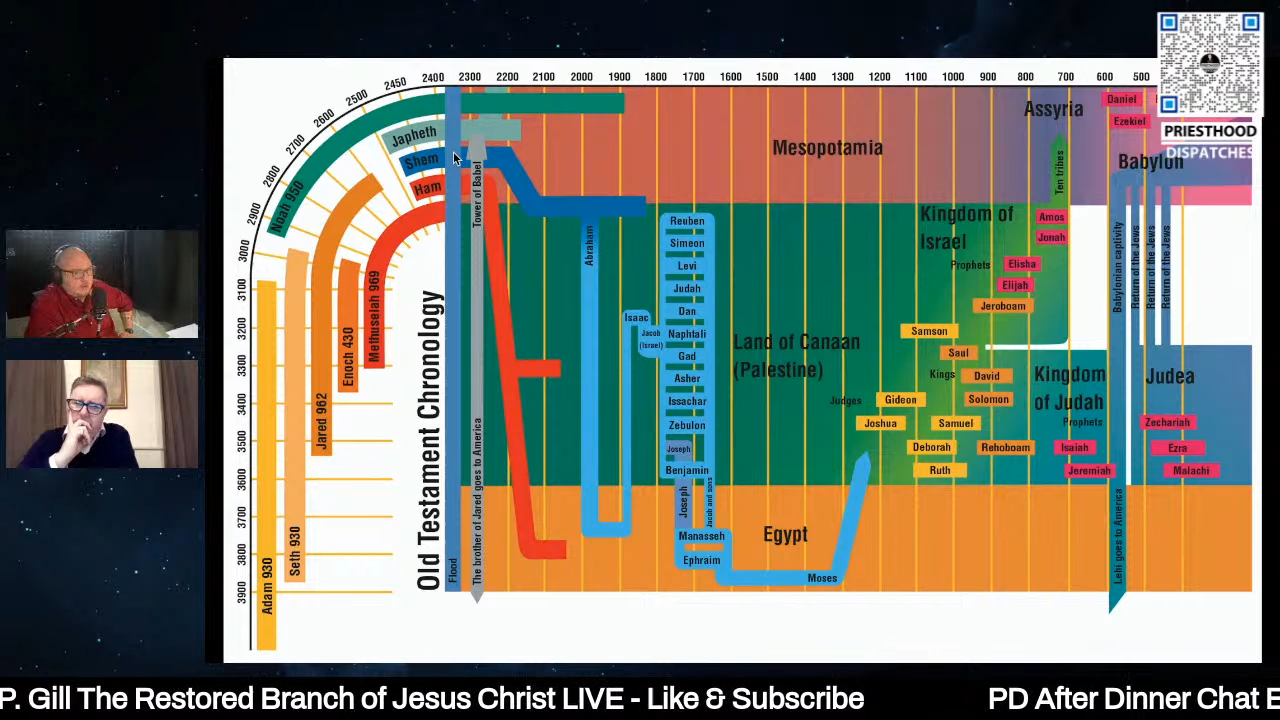 2400 2300 2200 2100 2000 1900 1800 1700 1600 1500 1400 1300 1200 1100 1000 900 800 700 600 500
2450
2500
2600
2700
2800
2900
3000
3100
3200
3300
3400
3500
3600
3700
3800
3900
Noah 950
Japheth
Shem
Ham
Adam 930
Seth 930
Jared 962
Enoch 430
Methuselah 969
Old Testament Chronology
Flood
Tower of Babel
The brother of Jared goes to America
Abraham
Isaac
Jacob
(Israel)
Reuben
Simeon
Levi
Judah
Dan
Naphtali
Gad
Asher
Issachar
Zebulon
Joseph
Benjamin
Joseph
Jacob and sons
Manasseh
Ephraim
Moses
Mesopotamia
Land of Canaan
(Palestine)
Egypt
Assyria
Ten tribes
Kingdom of
Israel
Amos
Jonah
Prophets
Elisha
Elijah
Jeroboam
Samson
Saul
Kings
David
Judges
Gideon
Solomon
Joshua
Samuel
Deborah
Rehoboam
Ruth
Kingdom
of Judah
Prophets
Isaiah
Jeremiah
Daniel
Ezekiel
Babylon
Babylonian captivity
Return of the Jews
Return of the Jews
Return of the Jews
Judea
Zechariah
Ezra
Malachi
Lehi goes to America
PRIESTHOOD
DISPATCHES
P. Gill The Restored Branch of Jesus Christ LIVE - Like & Subscribe
PD After Dinner Chat E